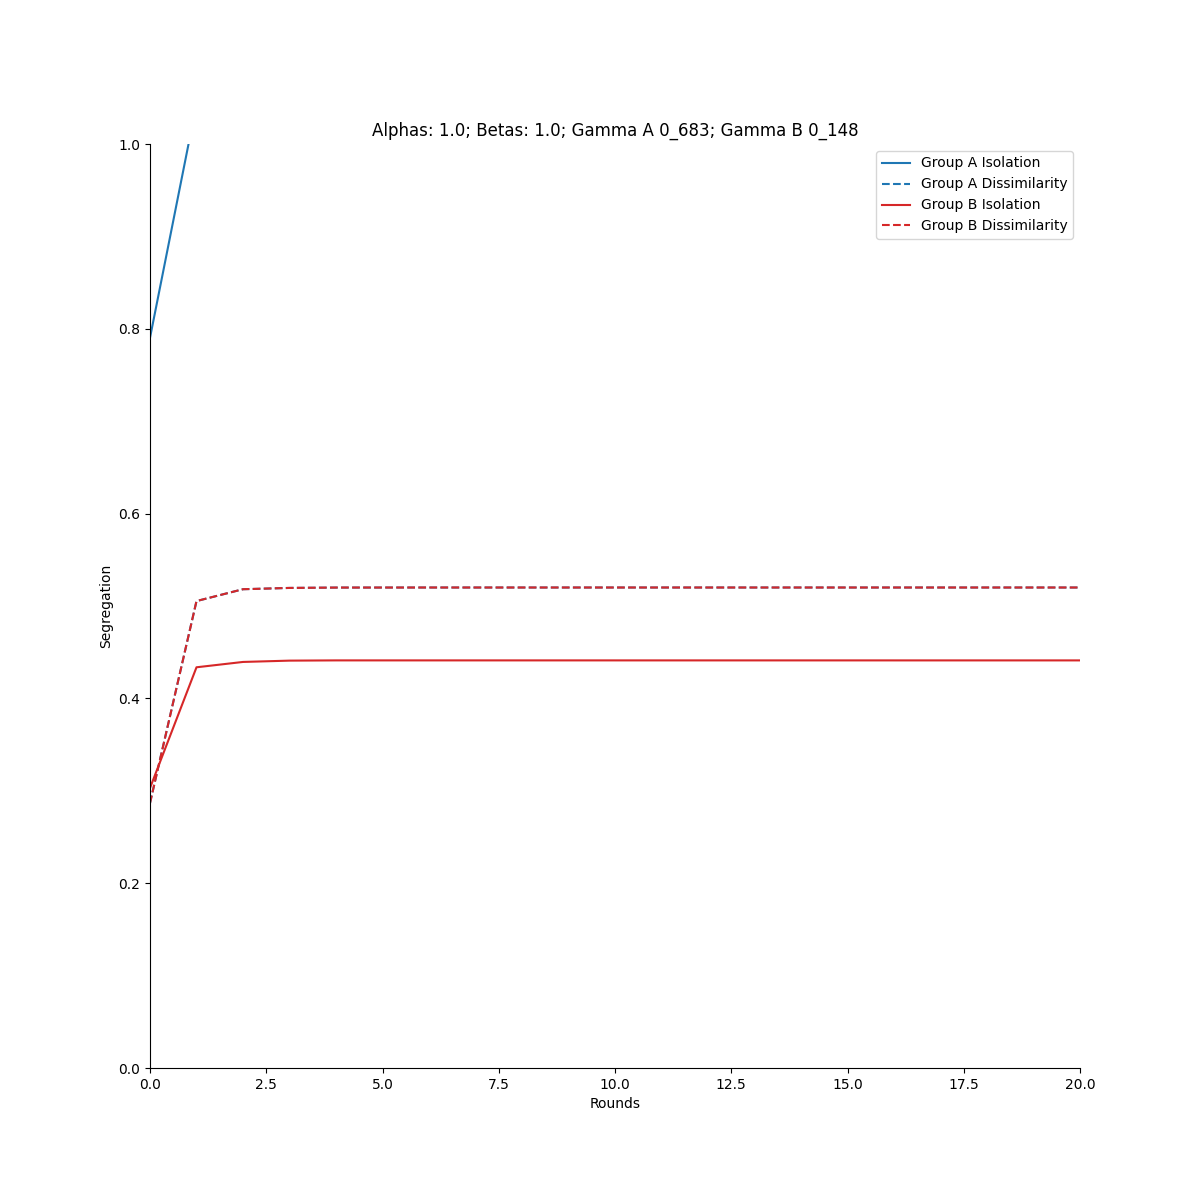 Alphas: 1.0; Betas: 1.0; Gamma A 0_683; Gamma B 0_148
1.0
0.8
0.6
0.4
0.2
0.0
Segregation
Group A Isolation
Group A Dissimilarity
Group B Isolation
Group B Dissimilarity
0.0 2.5 5.0 7.5 10.0 12.5 15.0 17.5 20.0
Rounds